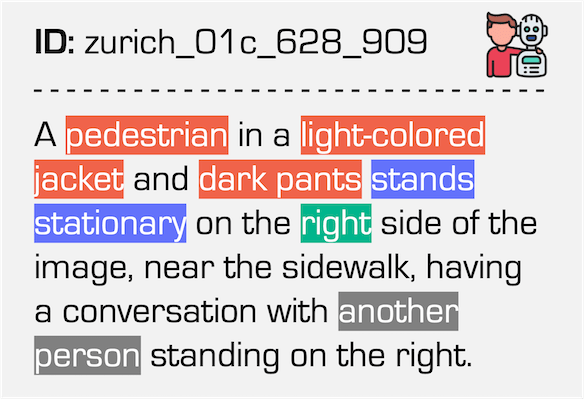 ID: zurich_01c_628_909
A pedestrian in a light-colored
jacket and dark pants stands
stationary on the right side of the
image, near the sidewalk, having
a conversation with another
person standing on the right.